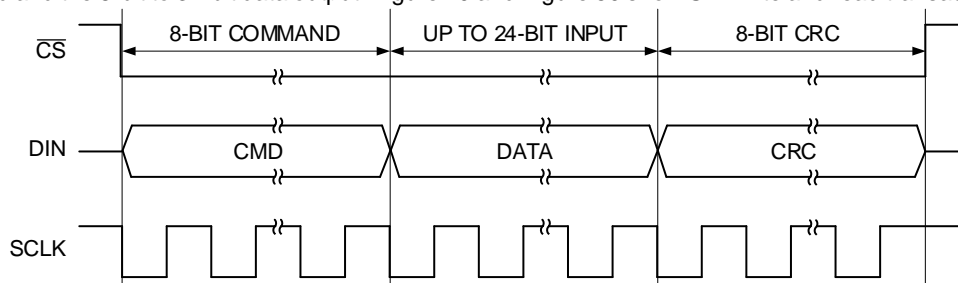 8-BIT COMMAND UP TO 24-BIT INPUT 8-BIT CRC
CS
DIN CMD DATA CRC
SCLK